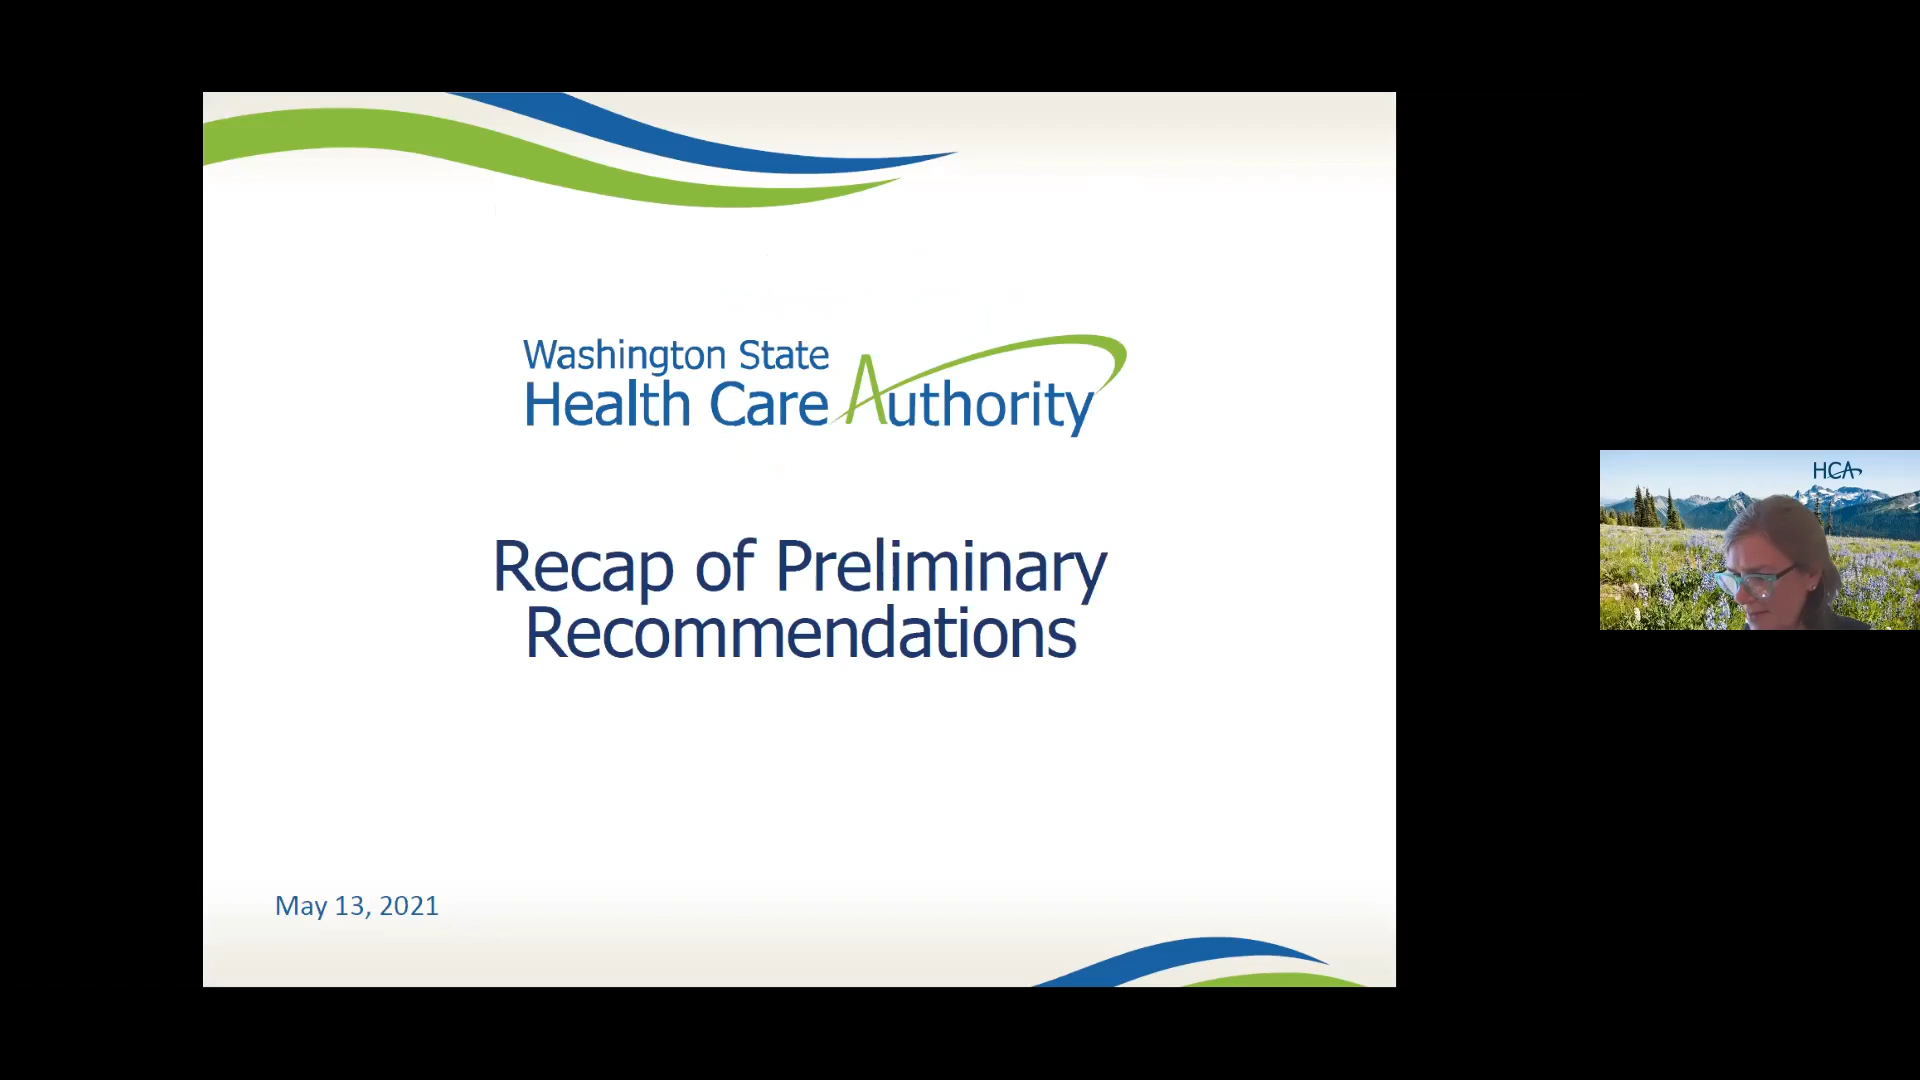 Washington State
Health Care Authority
Recap of Preliminary
Recommendations
May 13, 2021
HCA